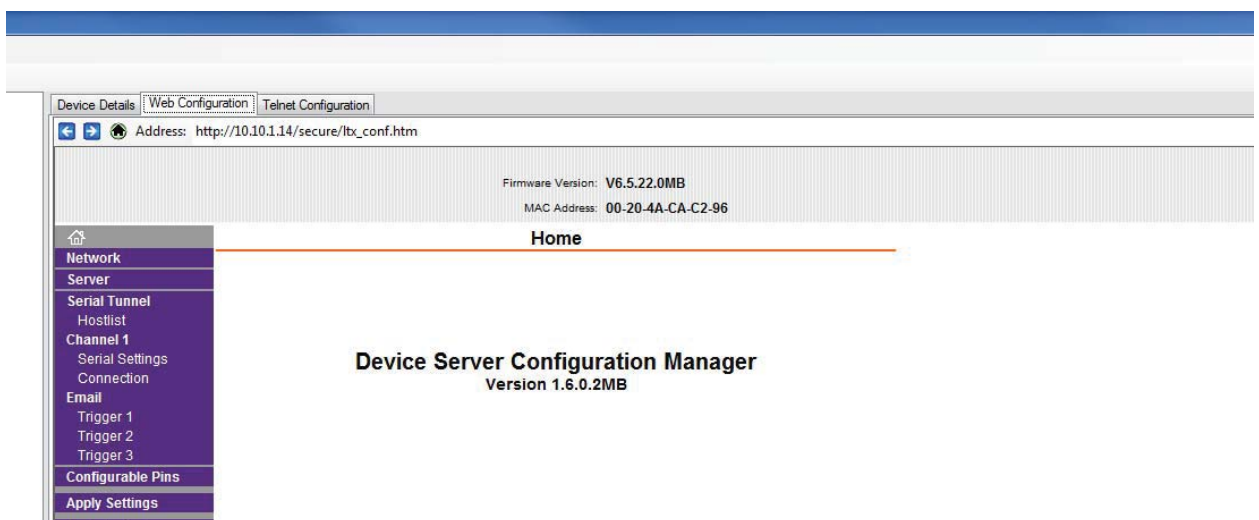 Device Details Web Configuration Telnet Configuration
Address: http://10.10.1.14/secure/ltx_conf.htm
Firmware Version: V6.5.22.0MB
MAC Address: 00-20-4A-CA-C2-96
Home
Network
Server
Serial Tunnel
Hostlist
Channel 1
Serial Settings
Connection
Email
Trigger 1
Trigger 2
Trigger 3
Configurable Pins
Apply Settings
Device Server Configuration Manager
Version 1.6.0.2MB